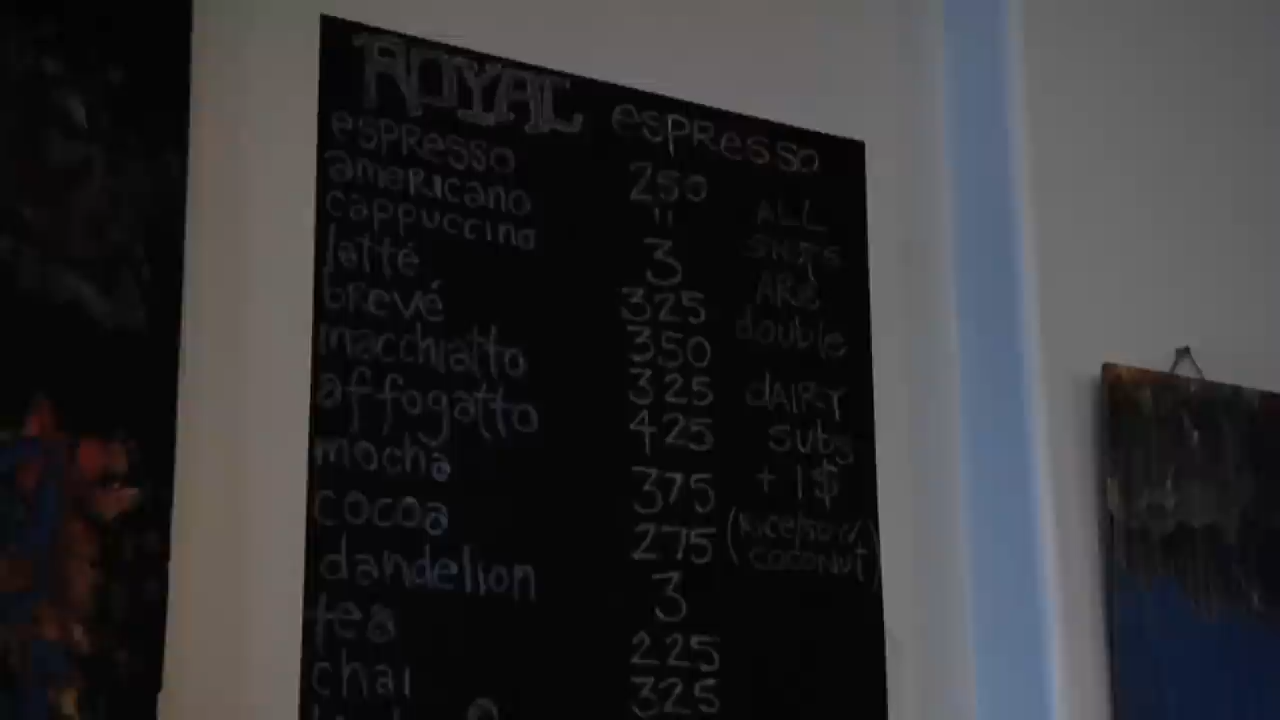 ROYAL espresso
espresso 250
americano "
cappuccino 3
latté 325
brevé 350
macchiatto 325
affogatto 425
mocha 375
cocoa 275
dandelion 3
tea 225
chai 325
ALL
SHOTS
ARE
double
dAIRY
subs
+ 1$
(Rice/soy/
coconut)